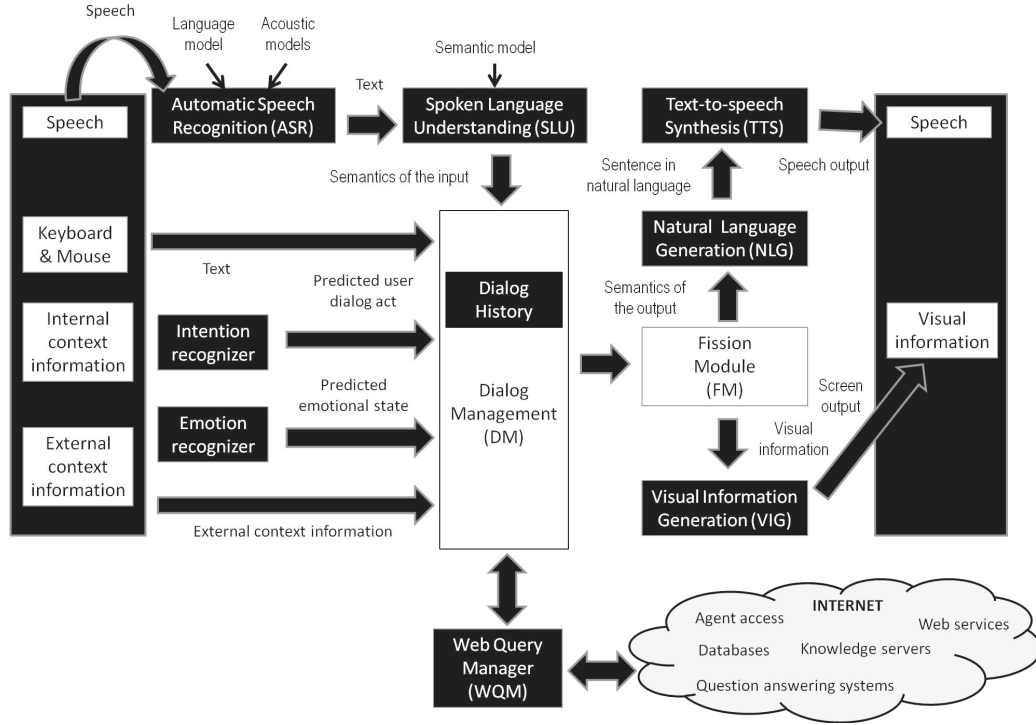 Speech
Language
model
Acoustic
models
Semantic model
Speech
Automatic Speech
Recognition (ASR)
Text
Spoken Language
Understanding (SLU)
Text-to-speech
Synthesis (TTS)
Speech
Semantics of the input
Sentence in
natural language
Speech output
Keyboard
& Mouse
Text
Natural Language
Generation (NLG)
Predicted user
dialog act
Dialog
History
Semantics of
the output
Internal
context
information
Intention
recognizer
Fission
Module
(FM)
Visual
information
Predicted
emotional state
Dialog
Management
(DM)
Screen
output
Emotion
recognizer
Visual
information
External
context
information
External context information
Visual Information
Generation (VIG)
Web Query
Manager
(WQM)
INTERNET
Agent access
Web services
Databases
Knowledge servers
Question answering systems